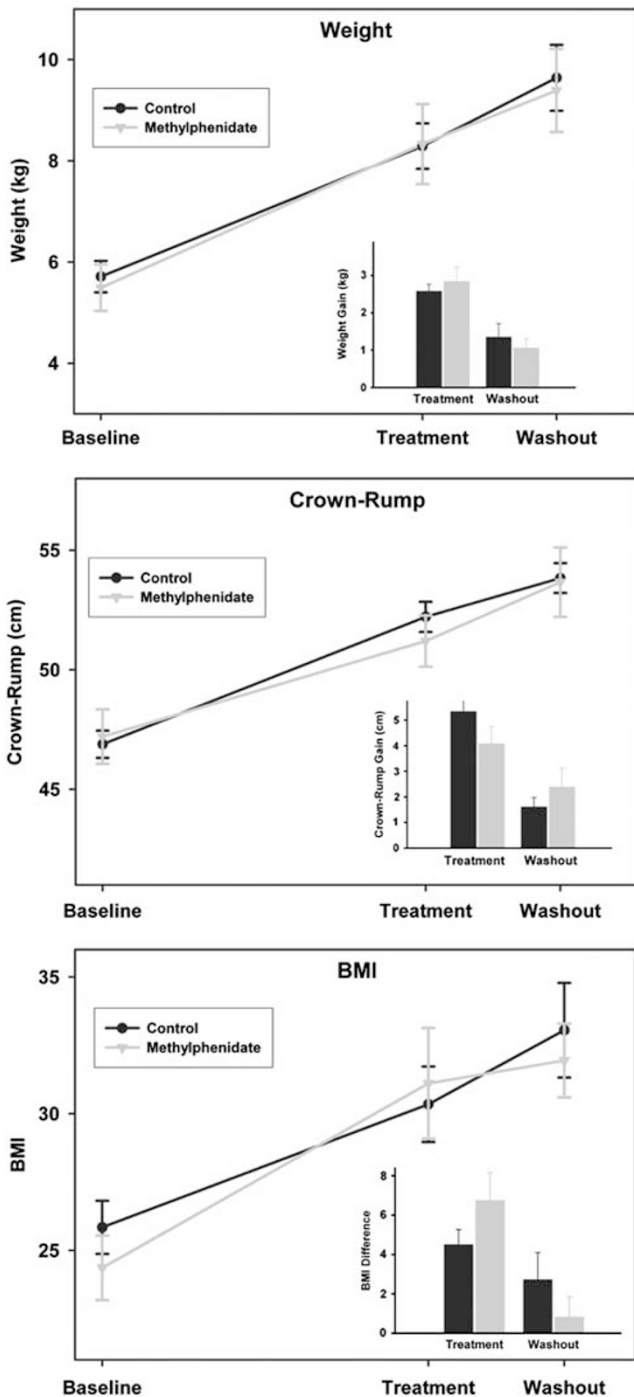 Weight
10
8
6
4
Weight (kg)
Control
Methylphenidate
3
2
1
0
Weight Gain (kg)
Treatment Washout
Baseline Treatment Washout
Crown-Rump
55
50
45
Crown-Rump (cm)
Control
Methylphenidate
5
4
3
2
1
0
Crown-Rump Gain (cm)
Treatment Washout
Baseline Treatment Washout
BMI
35
30
25
BMI
Control
Methylphenidate
8
6
4
2
0
BMI Difference
Treatment Washout
Baseline Treatment Washout